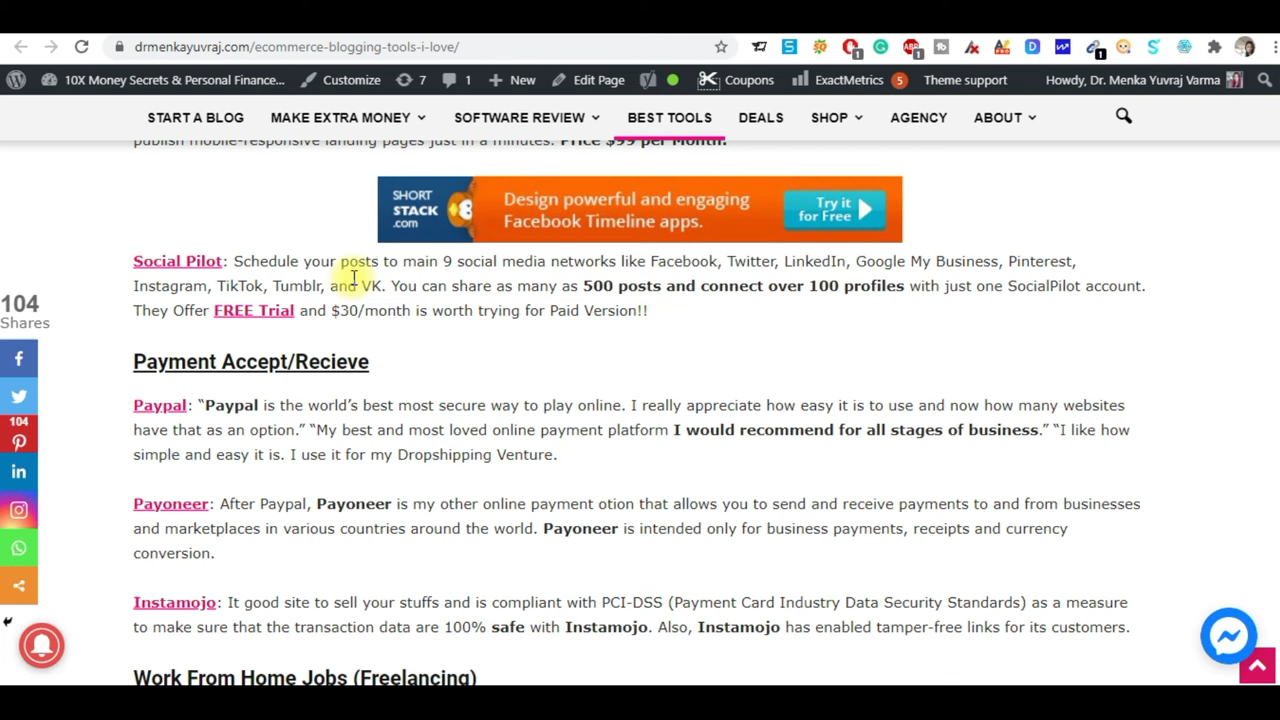 drmenkayuvraj.com/ecommerce-blogging-tools-i-love/
10X Money Secrets & Personal Finance... Customize 7 1 New Edit Page Coupons ExactMetrics 5 Theme support Howdy, Dr. Menka Yuvraj Varma
START A BLOG MAKE EXTRA MONEY SOFTWARE REVIEW BEST TOOLS DEALS SHOP AGENCY ABOUT
publish mobile-responsive landing pages just in a minutes. Price $99 per Month.
SHORT STACK .com
Design powerful and engaging
Facebook Timeline apps.
Try it
for Free
Social Pilot: Schedule your posts to main 9 social media networks like Facebook, Twitter, LinkedIn, Google My Business, Pinterest,
Instagram, TikTok, Tumblr, and VK. You can share as many as 500 posts and connect over 100 profiles with just one SocialPilot account.
They Offer FREE Trial and $30/month is worth trying for Paid Version!!
104
Shares
104
Payment Accept/Recieve
Paypal: “Paypal is the world’s best most secure way to play online. I really appreciate how easy it is to use and now how many websites
have that as an option.” “My best and most loved online payment platform I would recommend for all stages of business.” “I like how
simple and easy it is. I use it for my Dropshipping Venture.
Payoneer: After Paypal, Payoneer is my other online payment otion that allows you to send and receive payments to and from businesses
and marketplaces in various countries around the world. Payoneer is intended only for business payments, receipts and currency
conversion.
Instamojo: It good site to sell your stuffs and is compliant with PCI-DSS (Payment Card Industry Data Security Standards) as a measure
to make sure that the transaction data are 100% safe with Instamojo. Also, Instamojo has enabled tamper-free links for its customers.
Work From Home Jobs (Freelancing)